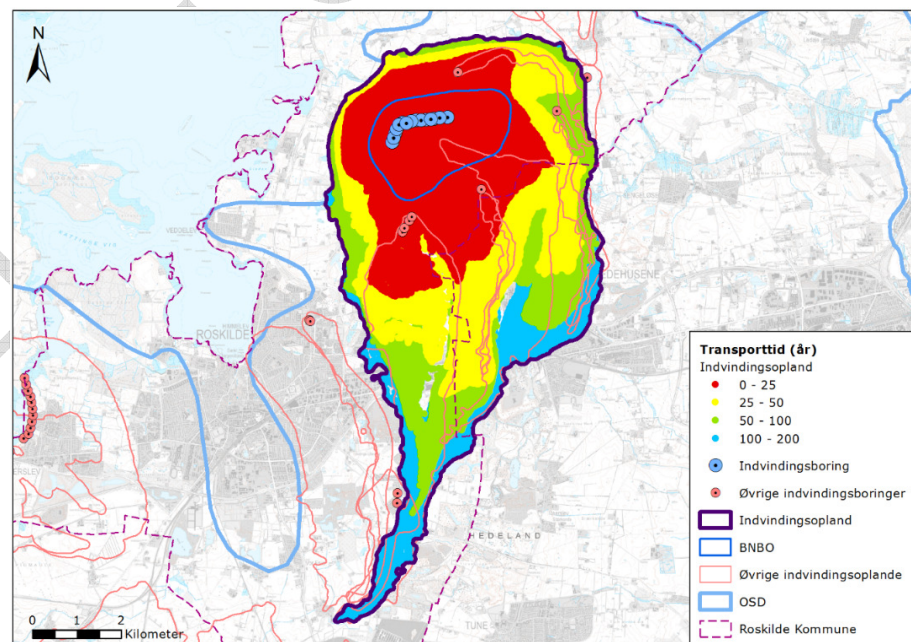 N
ROSKILDE
HEDELAND
TUNE
0 1 2
Kilometer
Transporttid (år)
Indvindingsopland
0 - 25
25 - 50
50 - 100
100 - 200
Indvindingsboring
Øvrige indvindingsboringer
Indvindingsopland
BNBO
Øvrige indvindingsoplande
OSD
Roskilde Kommune